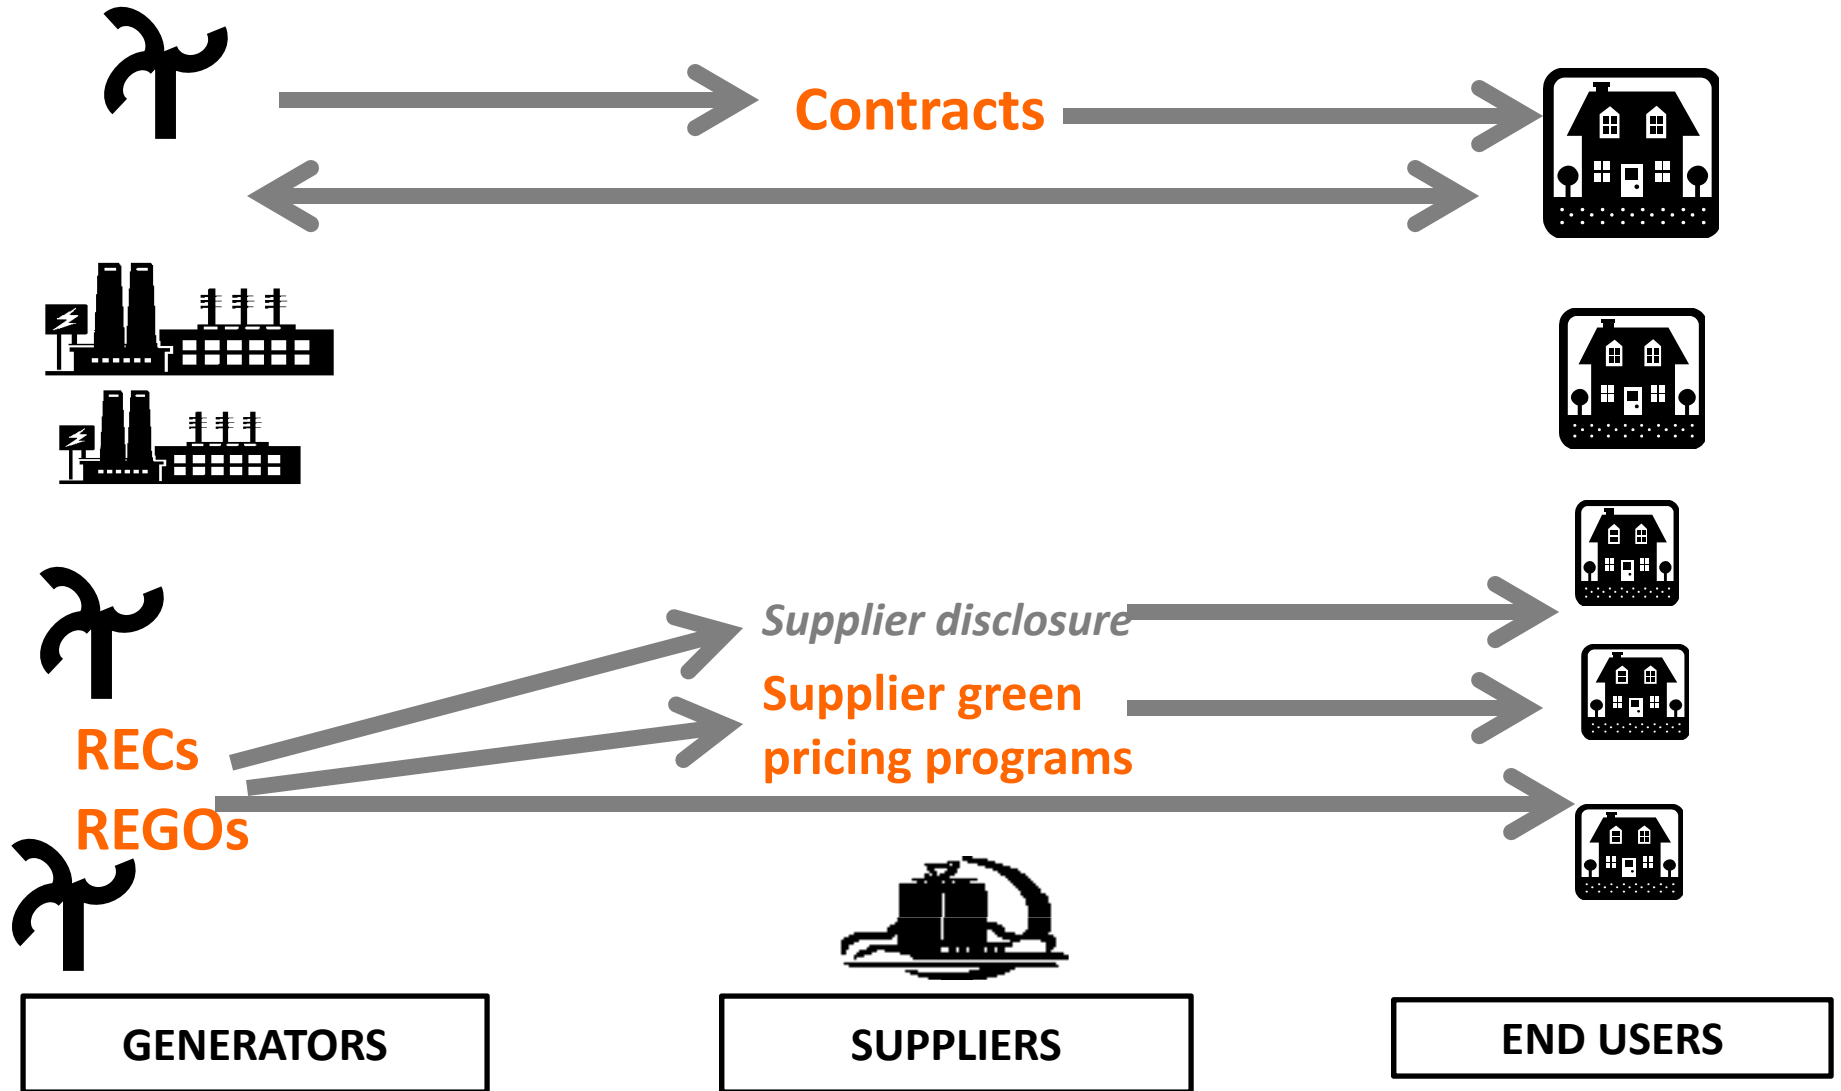 Contracts
Supplier disclosure
Supplier green
pricing programs
RECs
REGOs
GENERATORS
SUPPLIERS
END USERS